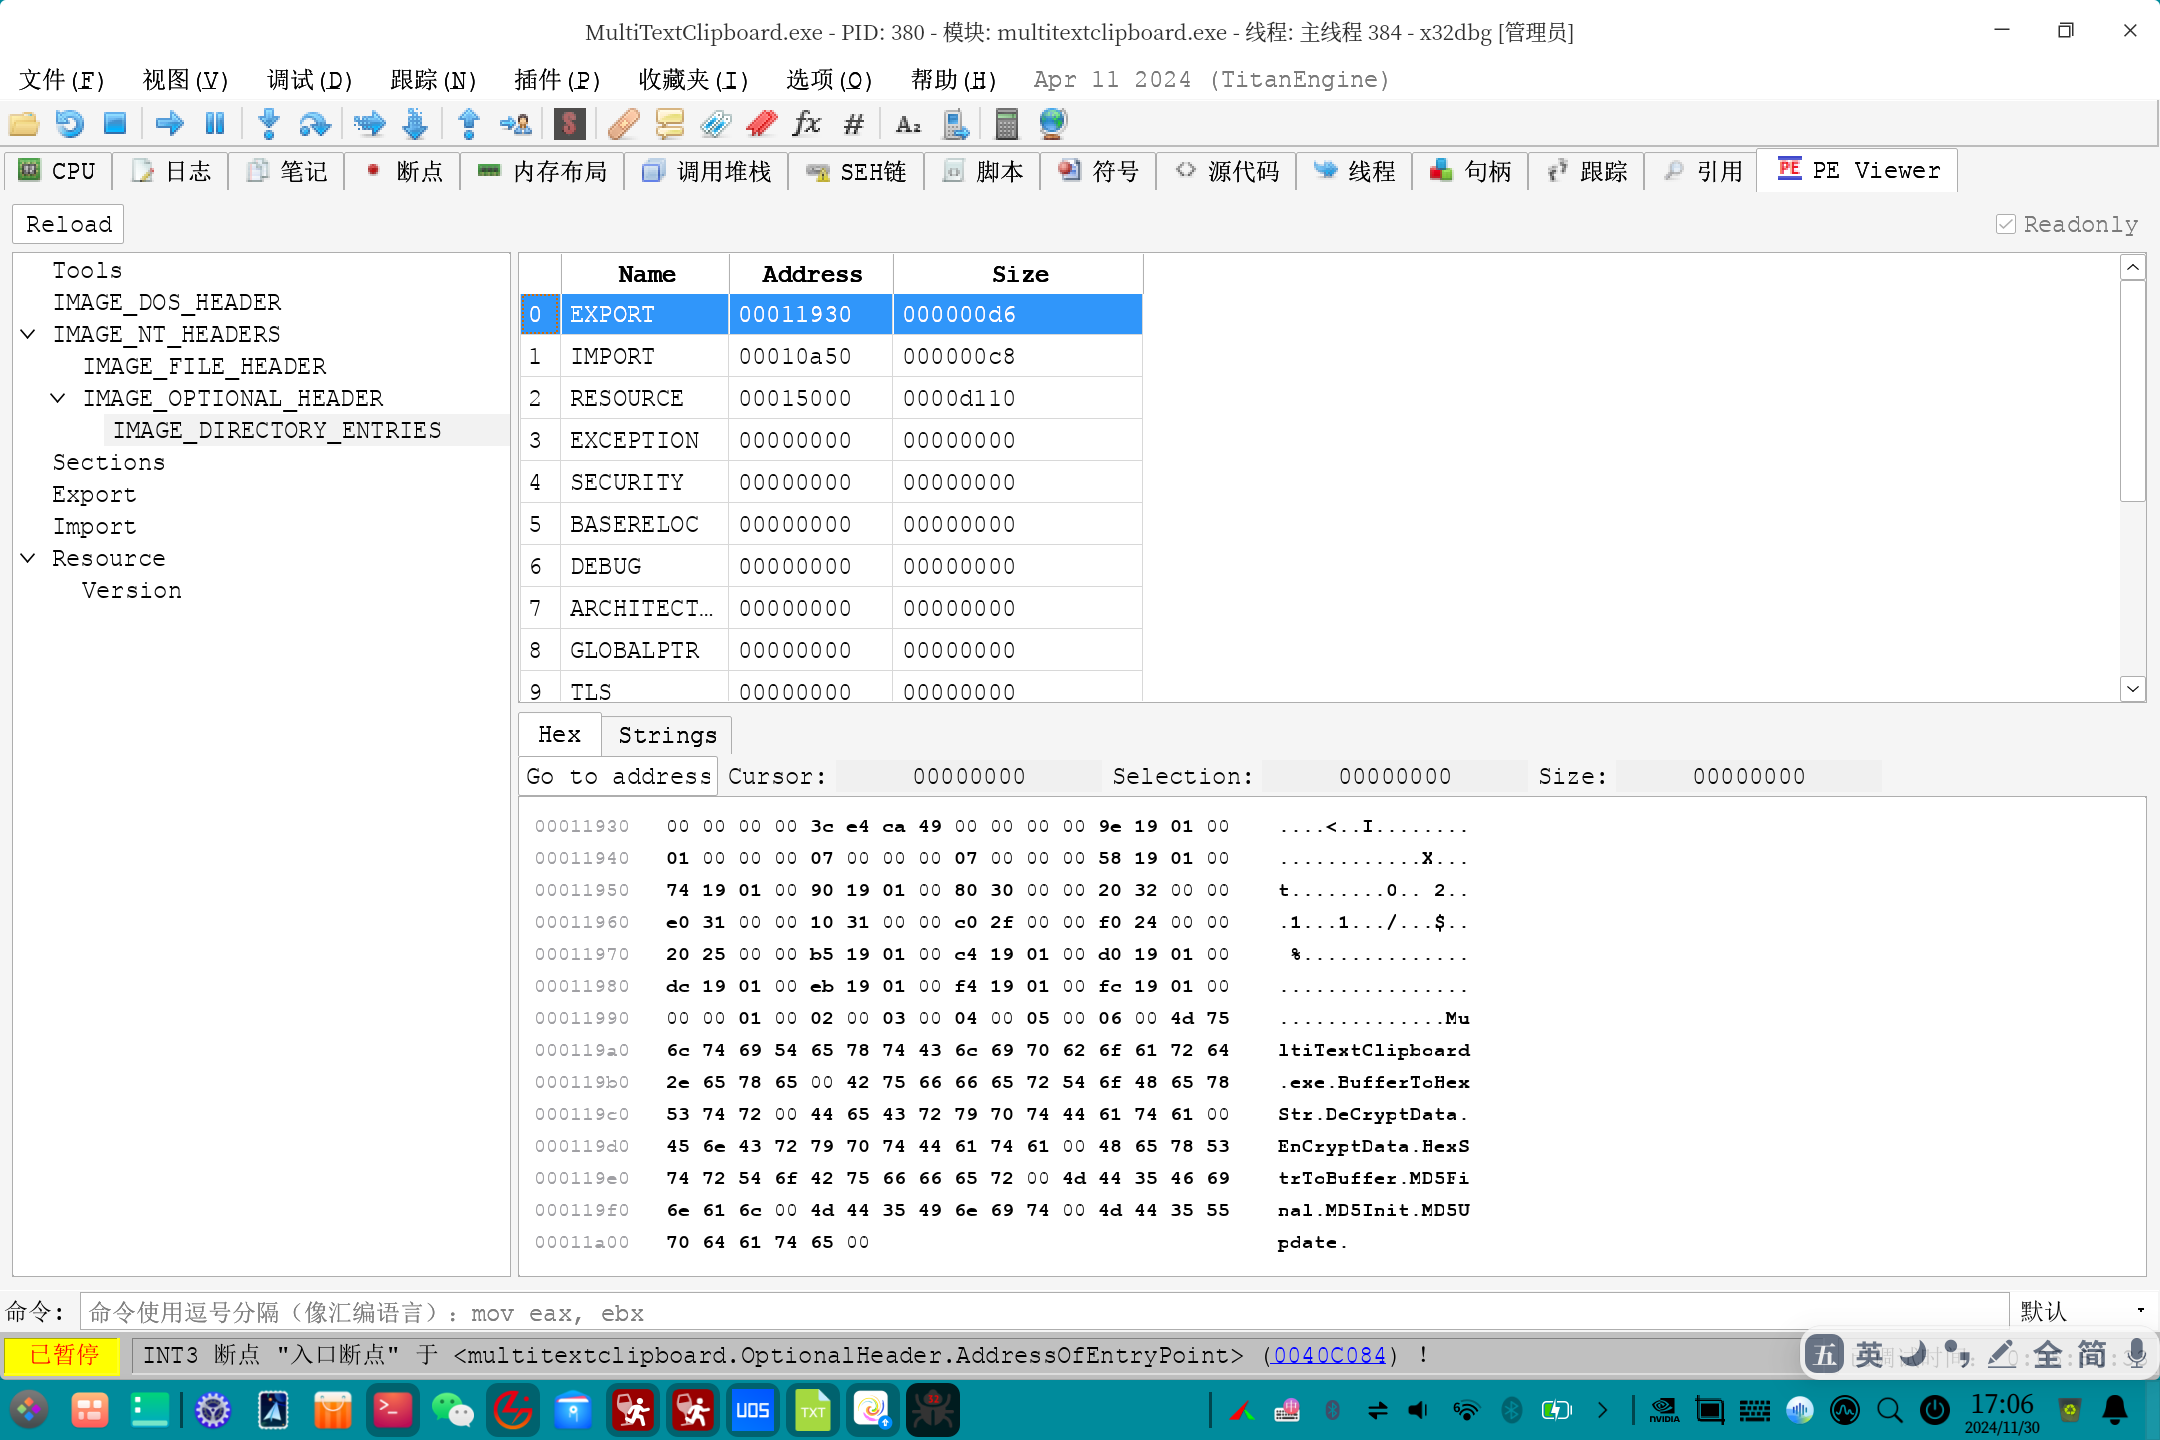 MultiTextClipboard.exe - PID: 380 - 模块: multitextclipboard.exe - 线程: 主线程 384 - x32dbg [管理员]
文件(F) 视图(V) 调试(D) 跟踪(N) 插件(P) 收藏夹(I) 选项(O) 帮助(H) Apr 11 2024 (TitanEngine)
CPU 日志 笔记 断点 内存布局 调用堆栈 SEH链 脚本 符号 源代码 线程 句柄 跟踪 引用 PE Viewer
Reload Readonly
Tools
IMAGE_DOS_HEADER
IMAGE_NT_HEADERS
IMAGE_FILE_HEADER
IMAGE_OPTIONAL_HEADER
IMAGE_DIRECTORY_ENTRIES
Sections
Export
Import
Resource
Version
Name Address Size
0 EXPORT 00011930 000000d6
1 IMPORT 00010a50 000000c8
2 RESOURCE 00015000 0000d110
3 EXCEPTION 00000000 00000000
4 SECURITY 00000000 00000000
5 BASERELOC 00000000 00000000
6 DEBUG 00000000 00000000
7 ARCHITECT... 00000000 00000000
8 GLOBALPTR 00000000 00000000
9 TLS 00000000 00000000
Hex Strings
Go to address Cursor: 00000000 Selection: 00000000 Size: 00000000
00011930 00 00 00 00 3c e4 ca 49 00 00 00 00 9e 19 01 00 ....<..I........
00011940 01 00 00 00 07 00 00 00 07 00 00 00 58 19 01 00 ............X...
00011950 74 19 01 00 90 19 01 00 80 30 00 00 20 32 00 00 t........0.. 2..
00011960 e0 31 00 00 10 31 00 00 c0 2f 00 00 f0 24 00 00 .1...1.../...$..
00011970 20 25 00 00 b5 19 01 00 c4 19 01 00 d0 19 01 00  %..............
00011980 dc 19 01 00 eb 19 01 00 f4 19 01 00 fc 19 01 00 ................
00011990 00 00 01 00 02 00 03 00 04 00 05 00 06 00 4d 75 ..............Mu
000119a0 6c 74 69 54 65 78 74 43 6c 69 70 62 6f 61 72 64 ltiTextClipboard
000119b0 2e 65 78 65 00 42 75 66 66 65 72 54 6f 48 65 78 .exe.BufferToHex
000119c0 53 74 72 00 44 65 43 72 79 70 74 44 61 74 61 00 Str.DeCryptData.
000119d0 45 6e 43 72 79 70 74 44 61 74 61 00 48 65 78 53 EnCryptData.HexS
000119e0 74 72 54 6f 42 75 66 66 65 72 00 4d 44 35 46 69 trToBuffer.MD5Fi
000119f0 6e 61 6c 00 4d 44 35 49 6e 69 74 00 4d 44 35 55 nal.MD5Init.MD5U
00011a00 70 64 61 74 65 00 pdate.
命令: 命令使用逗号分隔（像汇编语言）：mov eax, ebx 默认
已暂停 INT3 断点 "入口断点" 于 <multitextclipboard.OptionalHeader.AddressOfEntryPoint> (0040C084) !
五 英 全 简
UOS TXT NVIDIA 17:06
2024/11/30